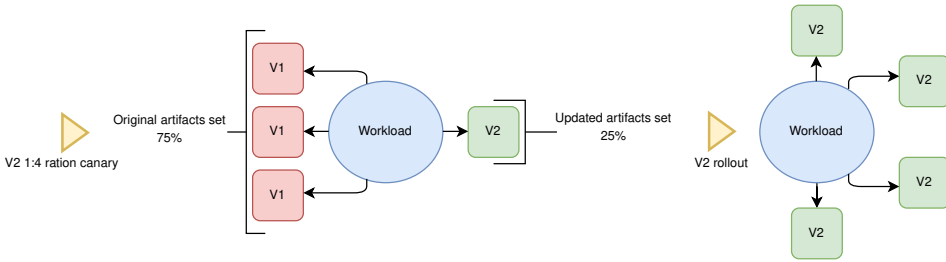 V2 1:4 ration canary
Original artifacts set
75%
V1
V1
V1
Workload
V2
Updated artifacts set
25%
V2 rollout
V2
V2
Workload
V2
V2